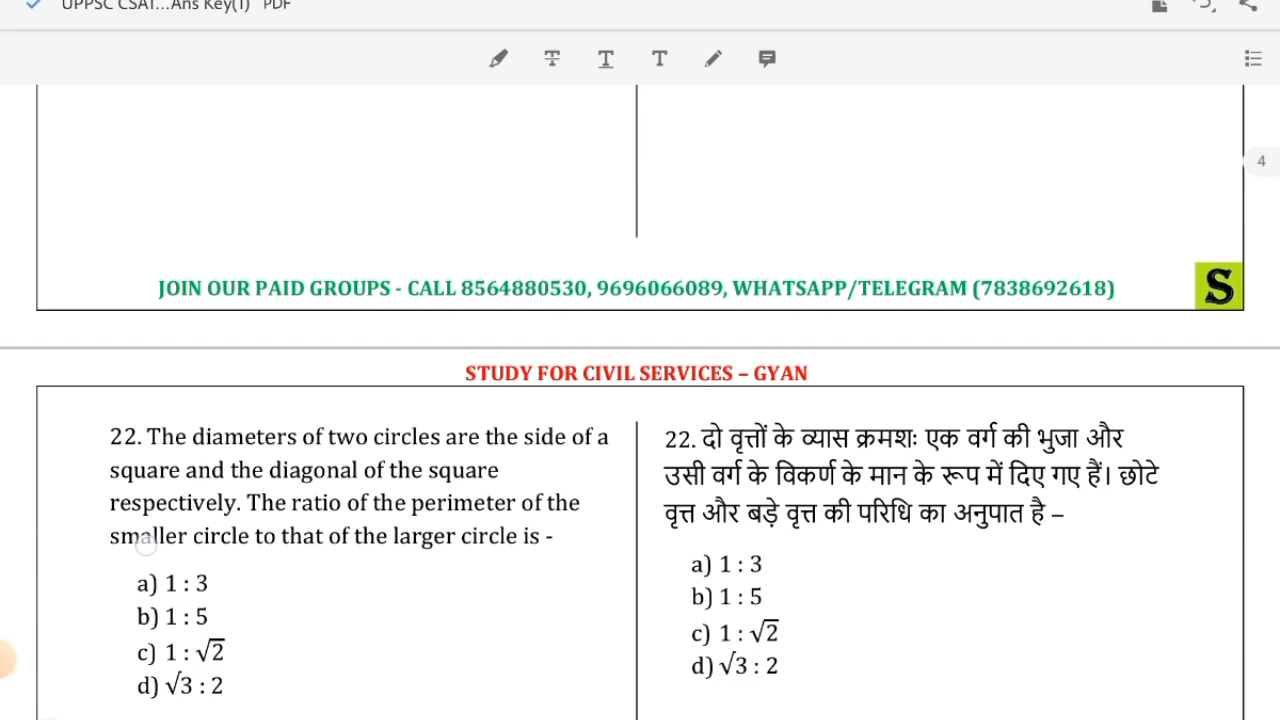 UPPSC CSAT...Ans Key(1) PDF
4
JOIN OUR PAID GROUPS - CALL 8564880530, 9696066089, WHATSAPP/TELEGRAM (7838692618)
S
STUDY FOR CIVIL SERVICES – GYAN
22. The diameters of two circles are the side of a
square and the diagonal of the square
respectively. The ratio of the perimeter of the
smaller circle to that of the larger circle is -
a) 1 : 3
b) 1 : 5
c) 1 : √2
d) √3 : 2
22. दो वृत्तों के व्यास क्रमशः एक वर्ग की भुजा और
उसी वर्ग के विकर्ण के मान के रूप में दिए गए हैं। छोटे
वृत्त और बड़े वृत्त की परिधि का अनुपात है –
a) 1 : 3
b) 1 : 5
c) 1 : √2
d) √3 : 2